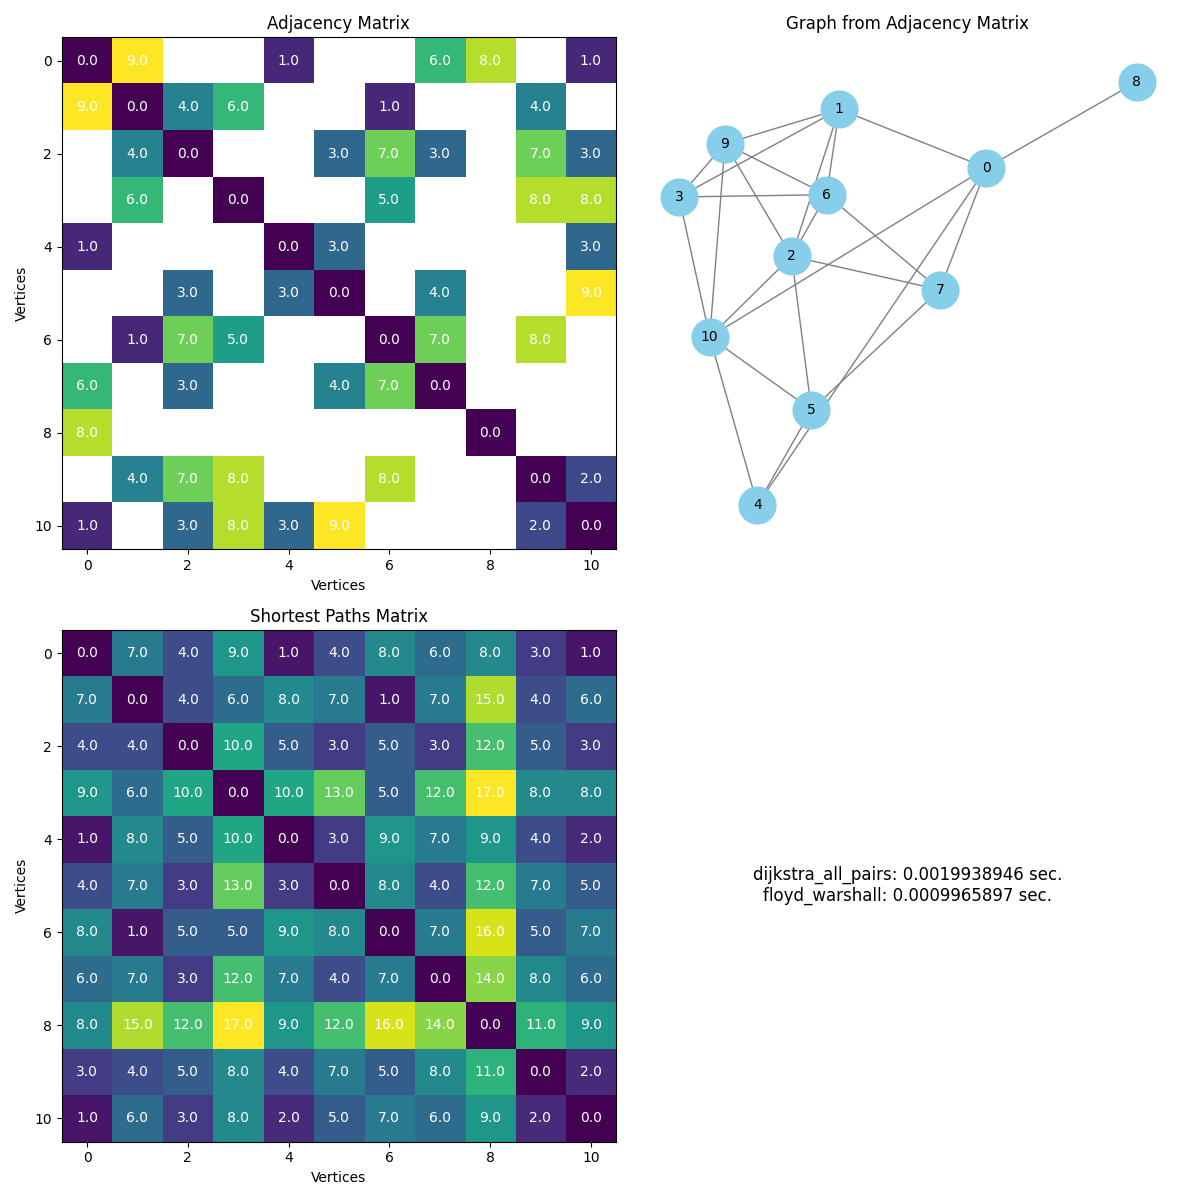 Adjacency Matrix
0 0.0 9.0 1.0 6.0 8.0 1.0
9.0 0.0 4.0 6.0 1.0 4.0
2 4.0 0.0 3.0 7.0 3.0 7.0 3.0
6.0 0.0 5.0 8.0 8.0
4 1.0 0.0 3.0 3.0
3.0 3.0 0.0 4.0 9.0
6 1.0 7.0 5.0 0.0 7.0 8.0
6.0 3.0 4.0 7.0 0.0
8 8.0 0.0
4.0 7.0 8.0 8.0 0.0 2.0
10 1.0 3.0 8.0 3.0 9.0 2.0 0.0
0 2 4 6 8 10
Vertices
Vertices
Graph from Adjacency Matrix
8
1
9
0
6
3
2
7
10
5
4
Shortest Paths Matrix
0 0.0 7.0 4.0 9.0 1.0 4.0 8.0 6.0 8.0 3.0 1.0
7.0 0.0 4.0 6.0 8.0 7.0 1.0 7.0 15.0 4.0 6.0
2 4.0 4.0 0.0 10.0 5.0 3.0 5.0 3.0 12.0 5.0 3.0
9.0 6.0 10.0 0.0 10.0 13.0 5.0 12.0 17.0 8.0 8.0
4 1.0 8.0 5.0 10.0 0.0 3.0 9.0 7.0 9.0 4.0 2.0
4.0 7.0 3.0 13.0 3.0 0.0 8.0 4.0 12.0 7.0 5.0
6 8.0 1.0 5.0 5.0 9.0 8.0 0.0 7.0 16.0 5.0 7.0
6.0 7.0 3.0 12.0 7.0 4.0 7.0 0.0 14.0 8.0 6.0
8 8.0 15.0 12.0 17.0 9.0 12.0 16.0 14.0 0.0 11.0 9.0
3.0 4.0 5.0 8.0 4.0 7.0 5.0 8.0 11.0 0.0 2.0
10 1.0 6.0 3.0 8.0 2.0 5.0 7.0 6.0 9.0 2.0 0.0
0 2 4 6 8 10
Vertices
Vertices
dijkstra_all_pairs: 0.0019938946 sec.
floyd_warshall: 0.0009965897 sec.